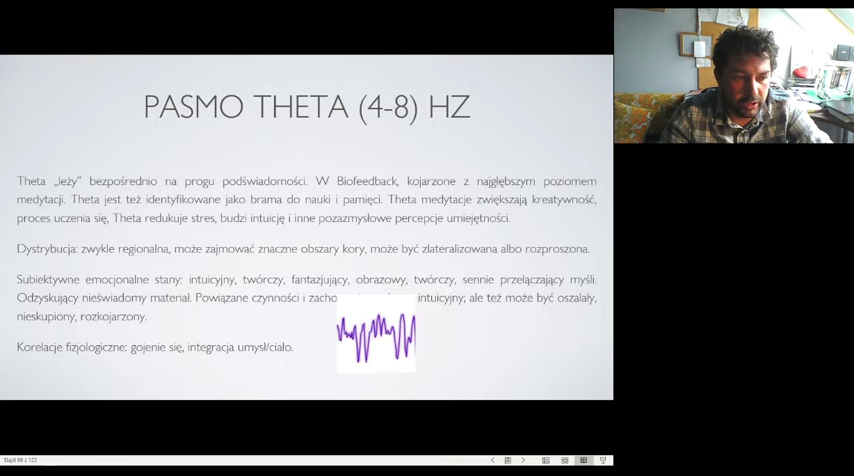 PASMO THETA (4-8) HZ
Theta „leży” bezpośrednio na progu podświadomości. W Biofeedback, kojarzone z najgłębszym poziomem
medytacji. Theta jest też identyfikowane jako brama do nauki i pamięci. Theta medytacje zwiększają kreatywność,
proces uczenia się, Theta redukuje stres, budzi intuicję i inne pozazmysłowe percepcje umiejętności.
Dystrybucja: zwykle regionalna, może zajmować znaczne obszary kory, może być zlateralizowana albo rozproszona.
Subiektywne emocjonalne stany: intuicyjny, twórczy, fantazjujący, obrazowy, twórczy, sennie przełączający myśli.
Odzyskujący nieświadomy materiał. Powiązane czynności i zacho intuicyjny; ale też może być oszalały,
nieskupiony, rozkojarzony.
Korelacje fizjologiczne: gojenie się, integracja umysł/ciało.
Slajd 66 z 122